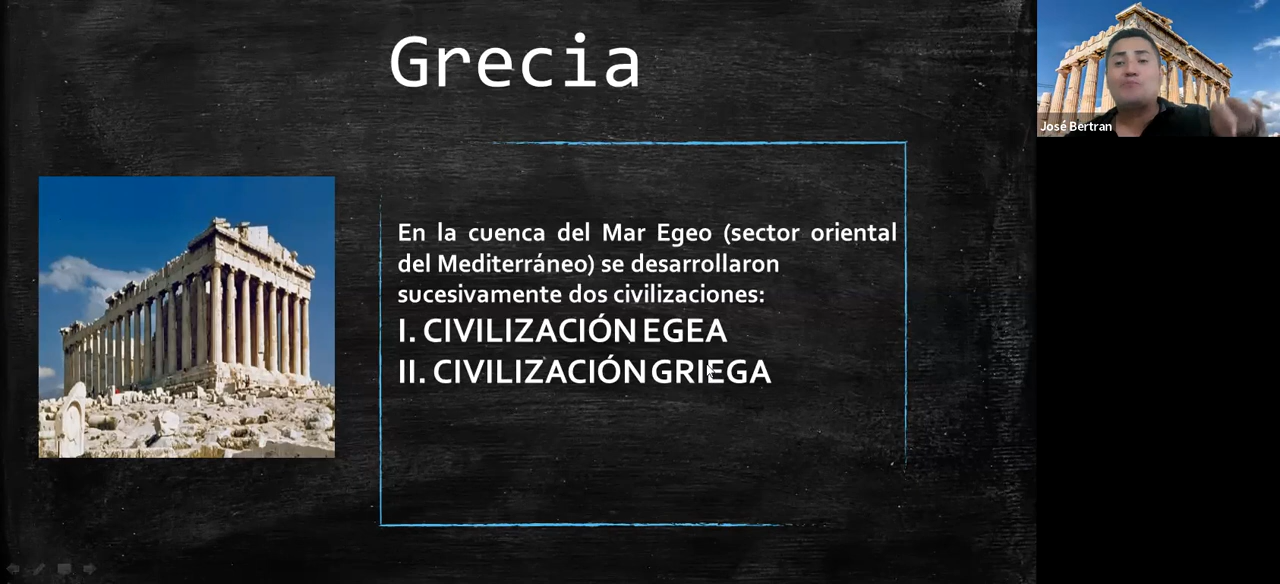 Grecia
En la cuenca del Mar Egeo (sector oriental
del Mediterráneo) se desarrollaron
sucesivamente dos civilizaciones:
I. CIVILIZACIÓN EGEA
II. CIVILIZACIÓN GRIEGA
José Bertran